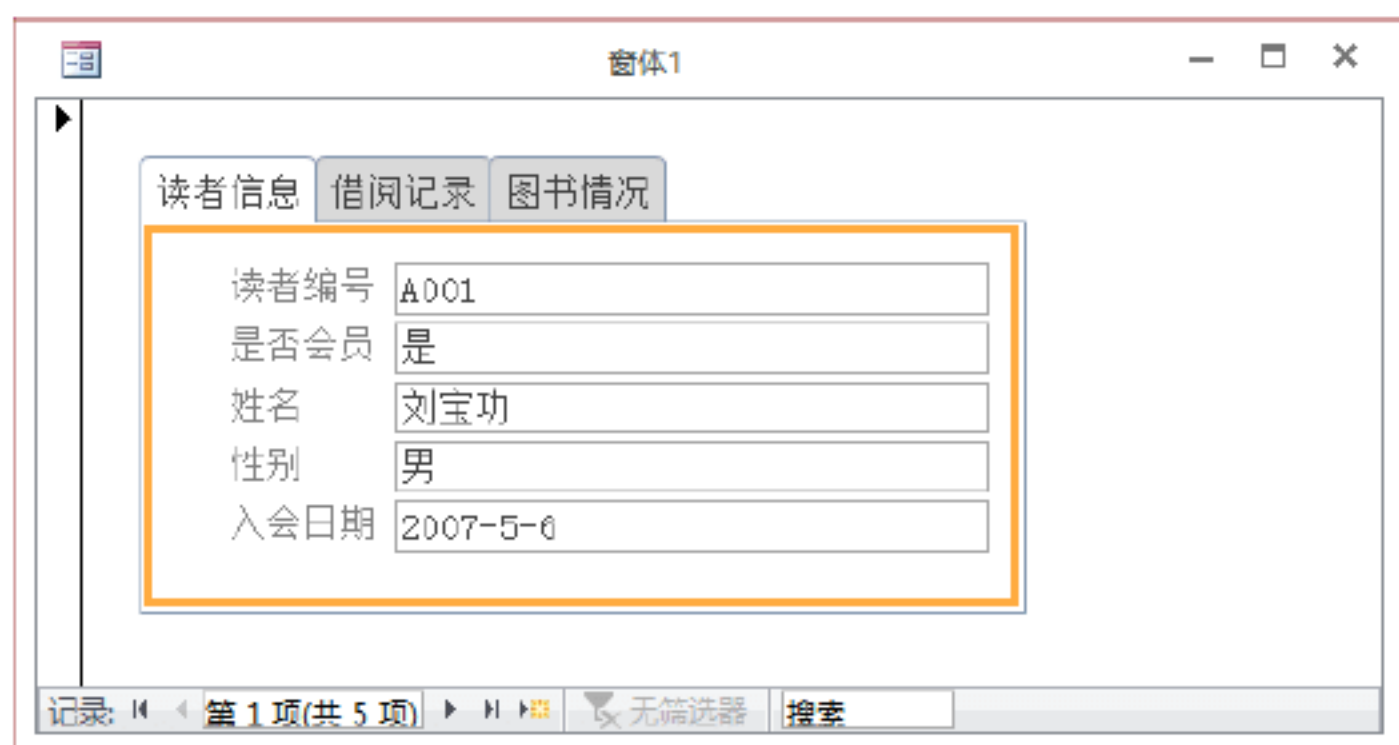 窗体1
读者信息 借阅记录 图书情况
读者编号 A001
是否会员 是
姓名 刘宝功
性别 男
入会日期 2007-5-6
记录: 第 1 项(共 5 项) 无筛选器 搜索